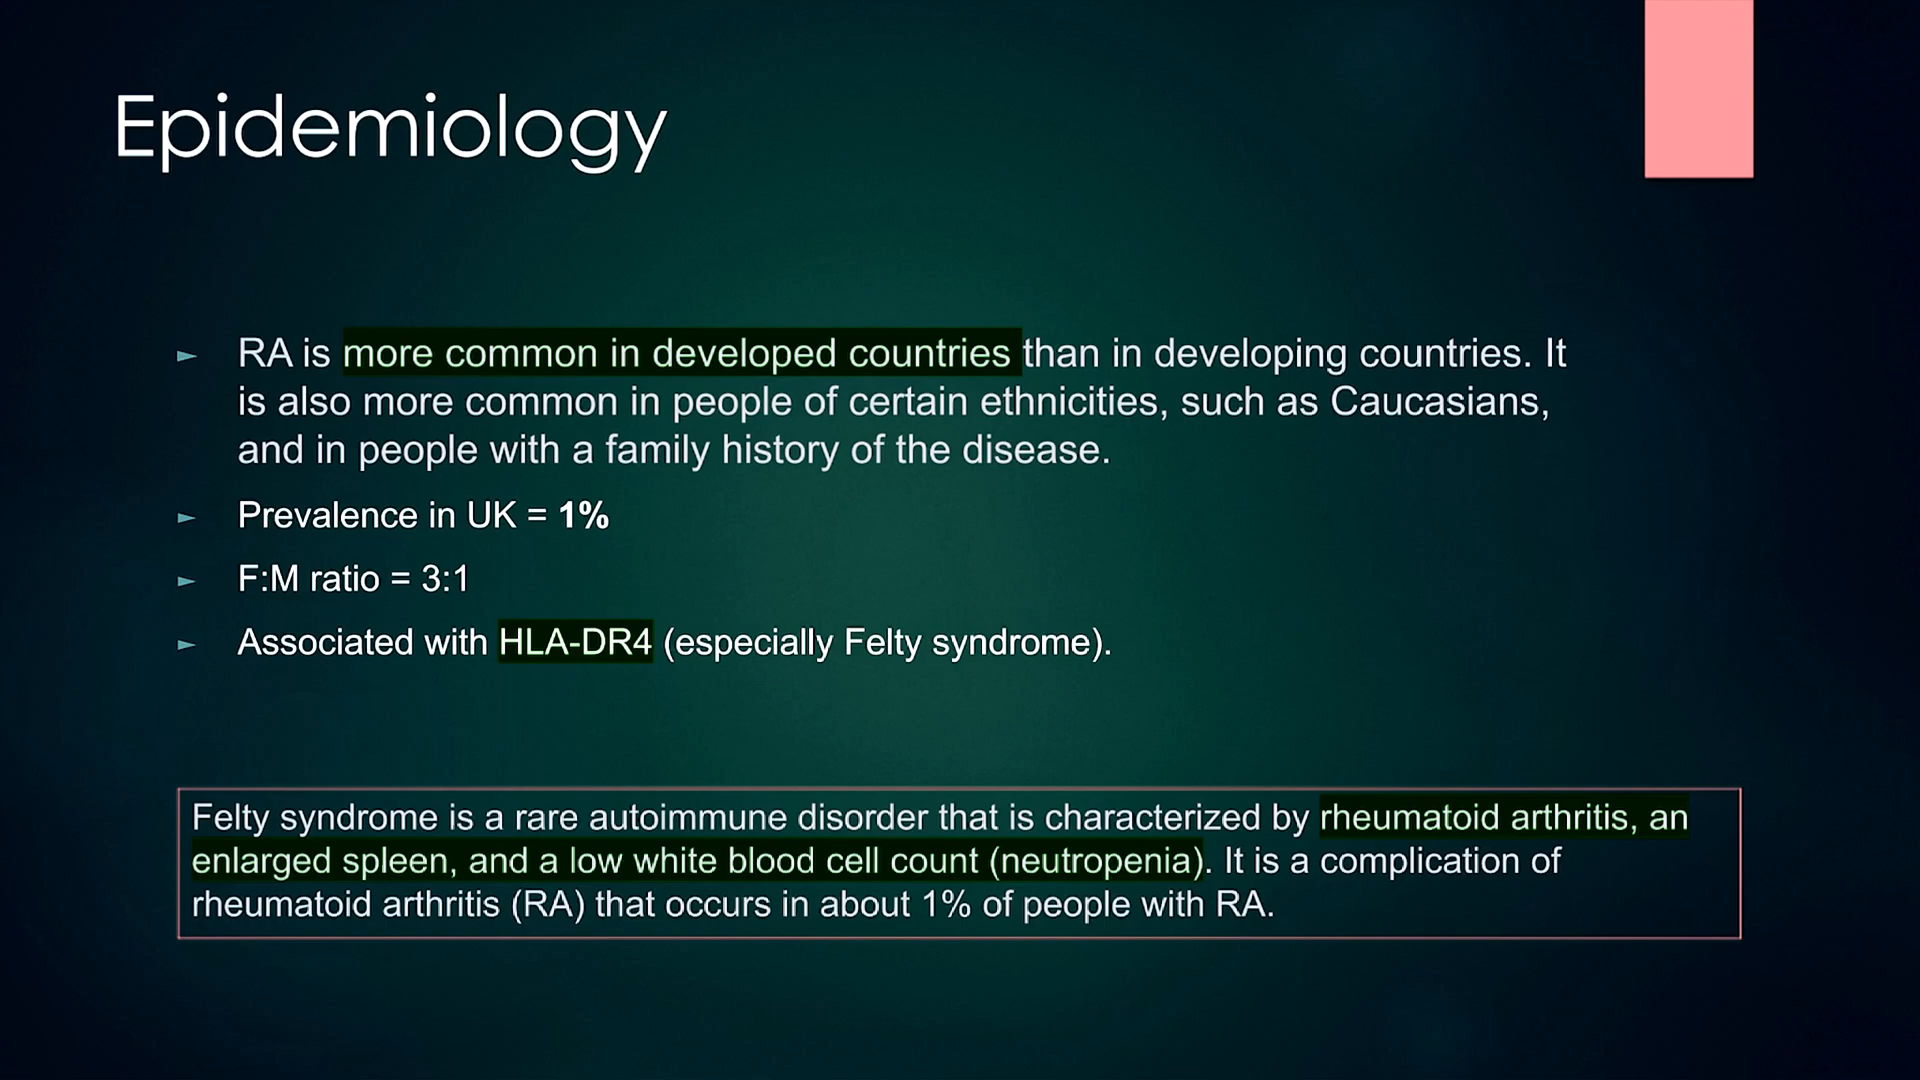 Epidemiology
► RA is more common in developed countries than in developing countries. It
is also more common in people of certain ethnicities, such as Caucasians,
and in people with a family history of the disease.
► Prevalence in UK = 1%
► F:M ratio = 3:1
► Associated with HLA-DR4 (especially Felty syndrome).
Felty syndrome is a rare autoimmune disorder that is characterized by rheumatoid arthritis, an
enlarged spleen, and a low white blood cell count (neutropenia). It is a complication of
rheumatoid arthritis (RA) that occurs in about 1% of people with RA.